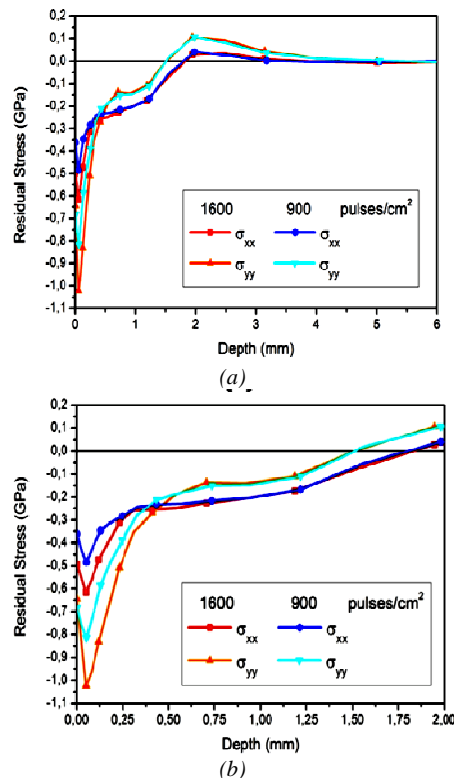 0,2
0,1
0,0
-0,1
-0,2
-0,3
-0,4
-0,5
-0,6
-0,7
-0,8
-0,9
-1,0
-1,1
Residual Stress (GPa)
1600 900 pulses/cm²
σxx σxx
σyy σyy
0 1 2 3 4 5 6
Depth (mm)
(a)
0,2
0,1
0,0
-0,1
-0,2
-0,3
-0,4
-0,5
-0,6
-0,7
-0,8
-0,9
-1,0
-1,1
Residual Stress (GPa)
1600 900 pulses/cm²
σxx σxx
σyy σyy
0,00 0,25 0,50 0,75 1,00 1,25 1,50 1,75 2,00
Depth (mm)
(b)